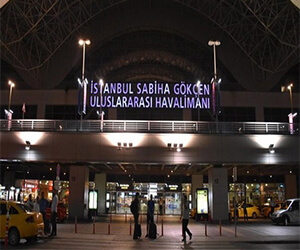 İSTANBUL SABİHA GÖKÇEN
ULUSLARARASI HAVALİMANI